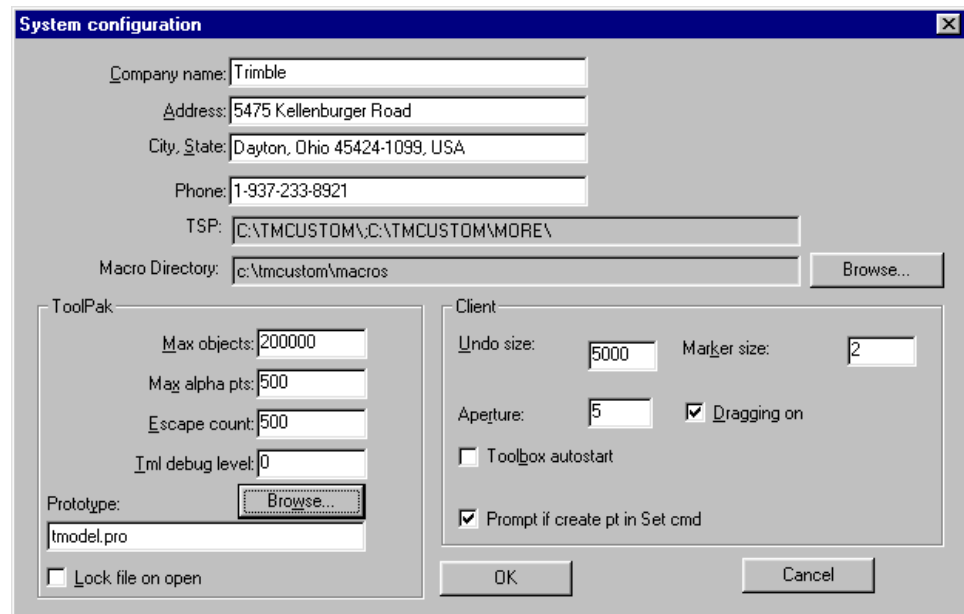 System configuration
Company name: Trimble
Address: 5475 Kellenburger Road
City, State: Dayton, Ohio 45424-1099, USA
Phone: 1-937-233-8921
TSP: C:\TMCUSTOM\;C:\TMCUSTOM\MORE\
Macro Directory: c:\tmcustom\macros Browse...
ToolPak
Max objects: 200000
Max alpha pts: 500
Escape count: 500
Tml debug level: 0
Prototype: Browse...
tmodel.pro
Lock file on open
Client
Undo size: 5000 Marker size: 2
Aperture: 5 Dragging on
Toolbox autostart
Prompt if create pt in Set cmd
OK Cancel